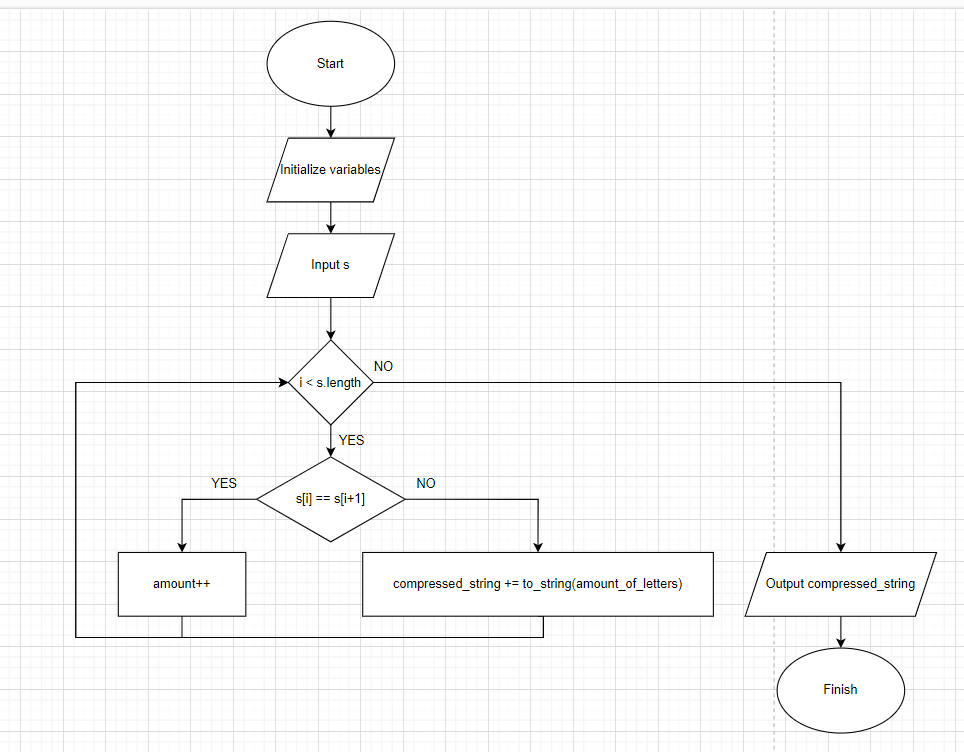 Start
Initialize variables
Input s
i < s.length
NO
YES
s[i] == s[i+1]
YES
NO
amount++
compressed_string += to_string(amount_of_letters)
Output compressed_string
Finish